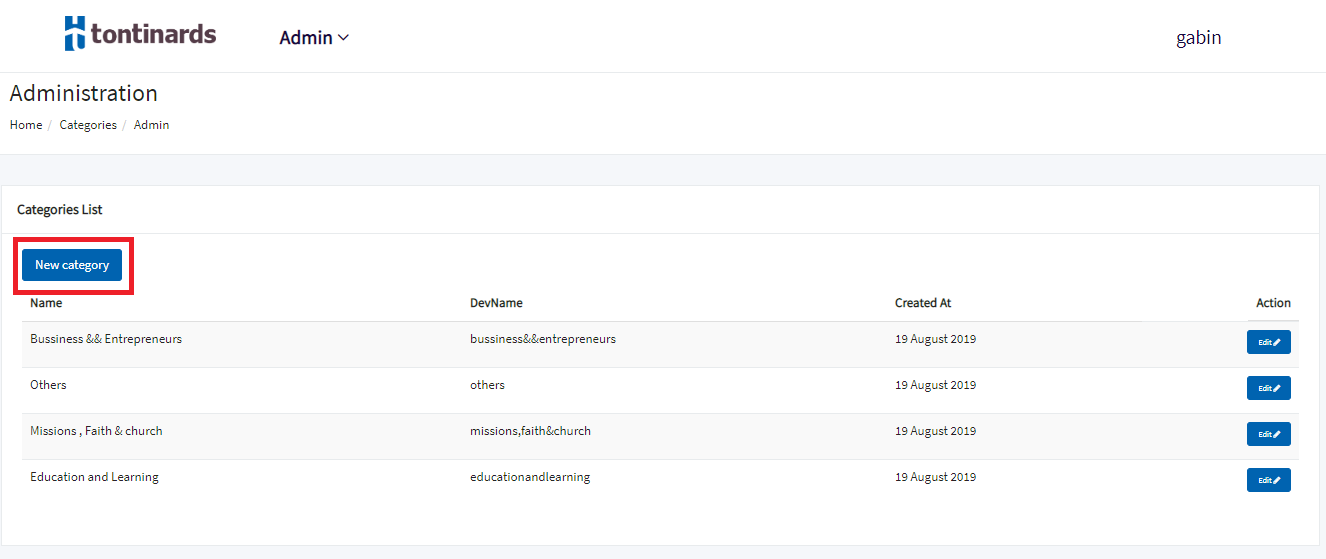 tontinards Admin gabin
Administration
Home / Categories / Admin
Categories List
New category
Name DevName Created At Action
Bussiness && Entrepreneurs bussiness&&entrepreneurs 19 August 2019 Edit
Others others 19 August 2019 Edit
Missions , Faith & church missions,faith&church 19 August 2019 Edit
Education and Learning educationandlearning 19 August 2019 Edit